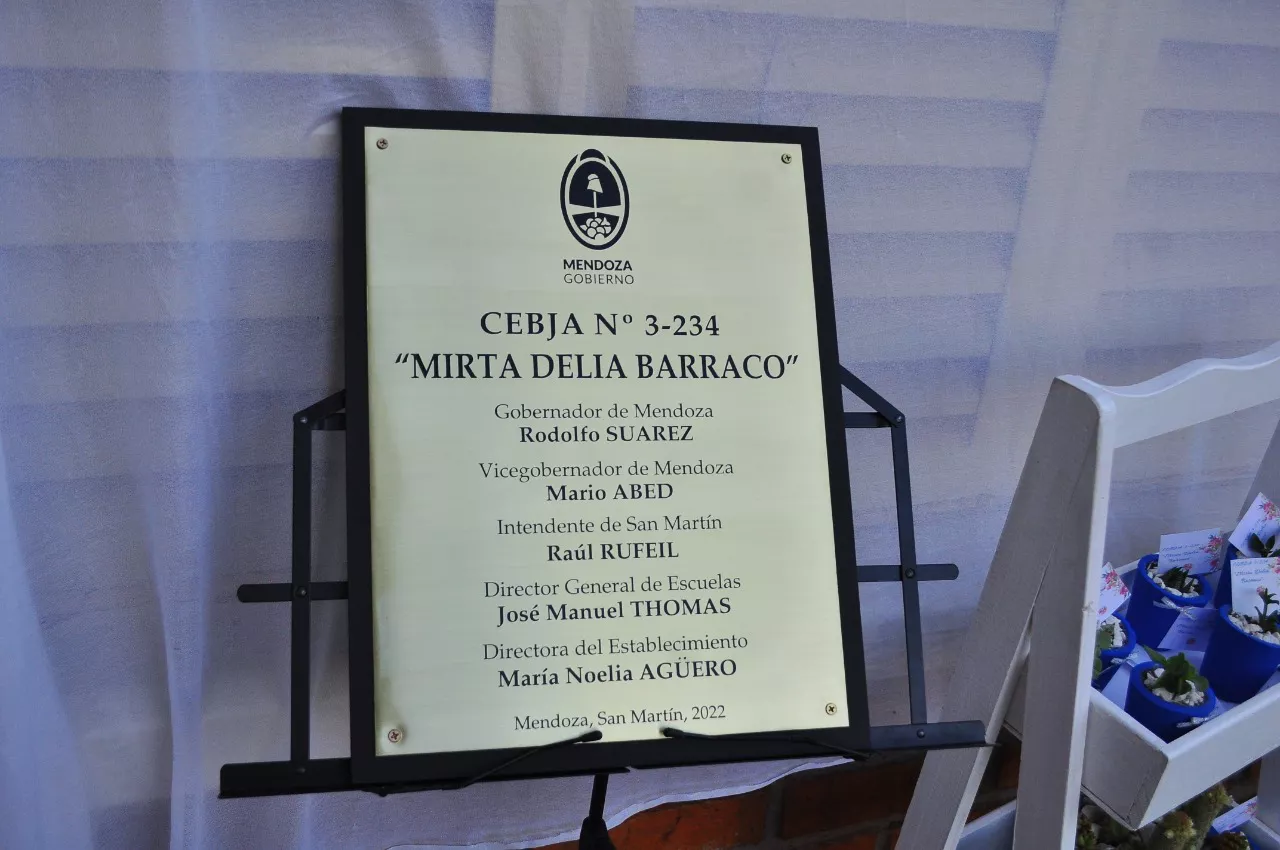 MENDOZA
GOBIERNO
CEBJA Nº 3-234
“MIRTA DELIA BARRACO”
Gobernador de Mendoza
Rodolfo SUAREZ
Vicegobernador de Mendoza
Mario ABED
Intendente de San Martín
Raúl RUFEIL
Director General de Escuelas
José Manuel THOMAS
Directora del Establecimiento
María Noelia AGÜERO
Mendoza, San Martín, 2022